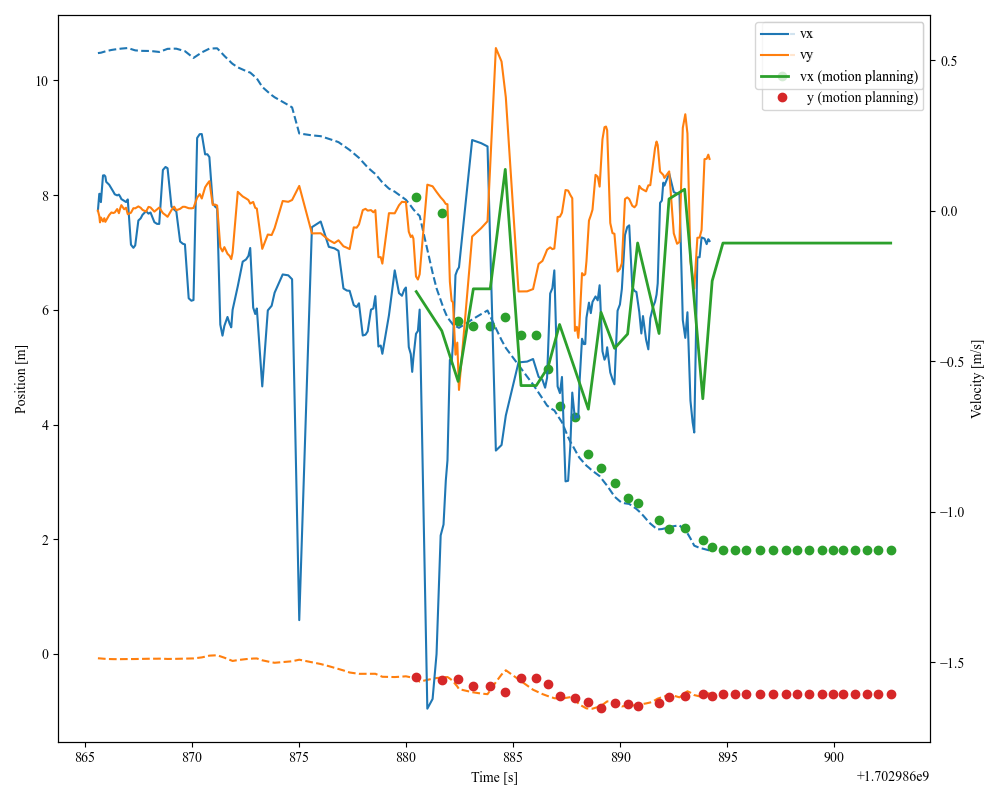 vx
vy
vx (motion planning)
y (motion planning)
10
8
6
4
2
0
Position [m]
0.5
0.0
−0.5
−1.0
−1.5
Velocity [m/s]
865 870 875 880 885 890 895 900
Time [s]
+1.702986e9